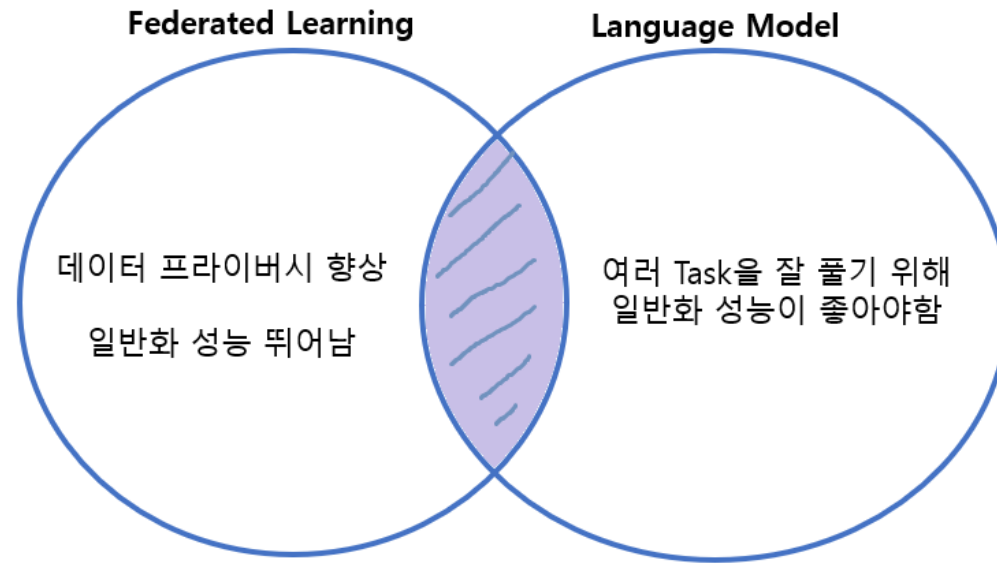 Federated Learning
Language Model
데이터 프라이버시 향상
일반화 성능 뛰어남
여러 Task을 잘 풀기 위해
일반화 성능이 좋아야함